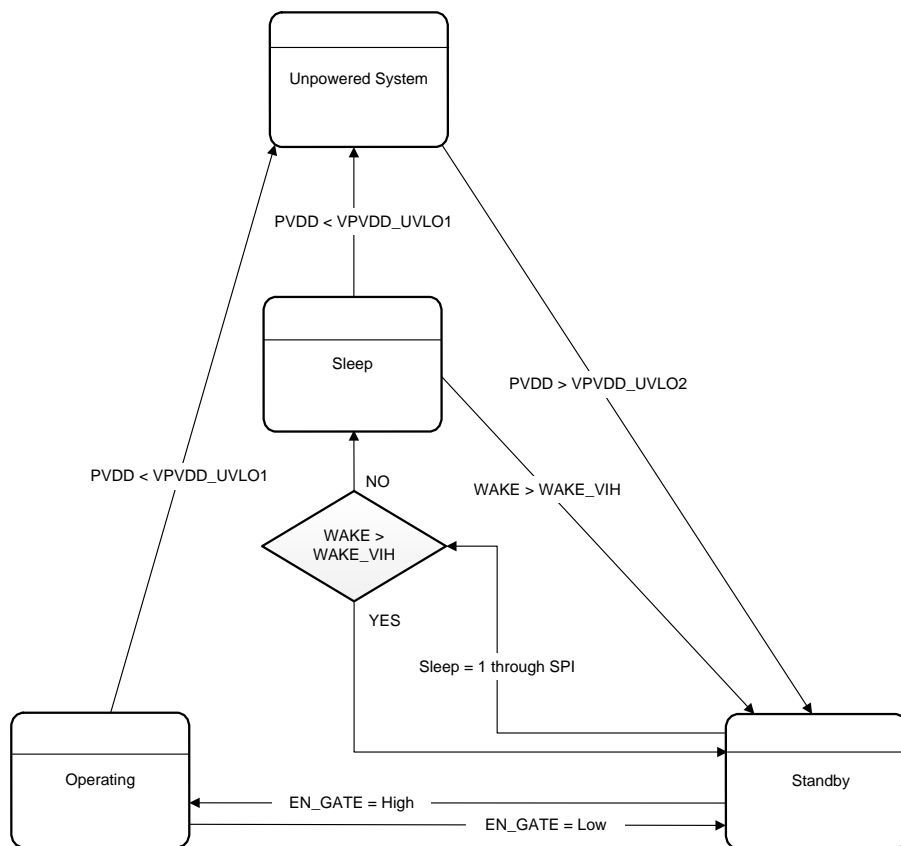 Unpowered System
PVDD < VPVDD_UVLO1
Sleep
PVDD > VPVDD_UVLO2
PVDD < VPVDD_UVLO1
NO
WAKE > WAKE_VIH
WAKE >
WAKE_VIH
YES
Sleep = 1 through SPI
Operating
Standby
EN_GATE = High
EN_GATE = Low